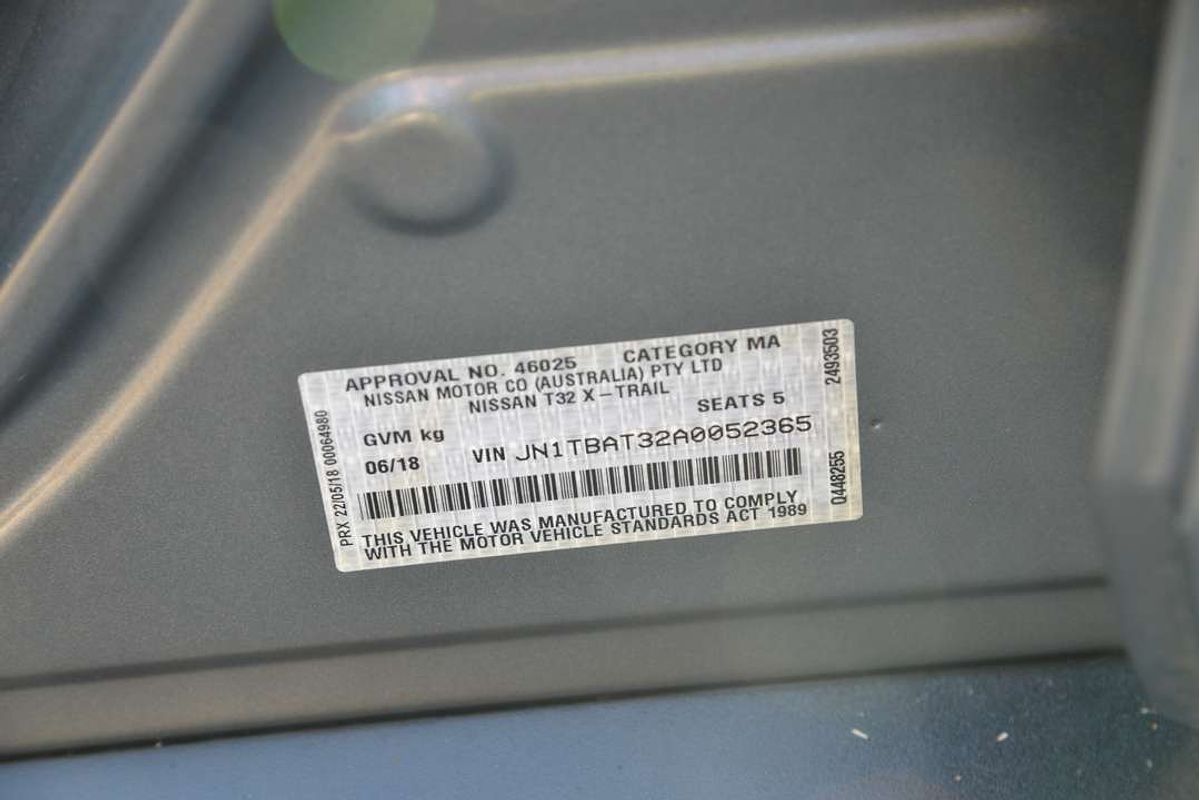 APPROVAL NO. 46025 CATEGORY MA
NISSAN MOTOR CO (AUSTRALIA) PTY LTD
NISSAN T32 X-TRAIL
SEATS 5
GVM kg
06/18 VIN JN1TBAT32A0052365
THIS VEHICLE WAS MANUFACTURED TO COMPLY
WITH THE MOTOR VEHICLE STANDARDS ACT 1989
PRX 22/05/18 00064980
2493503
Q448255